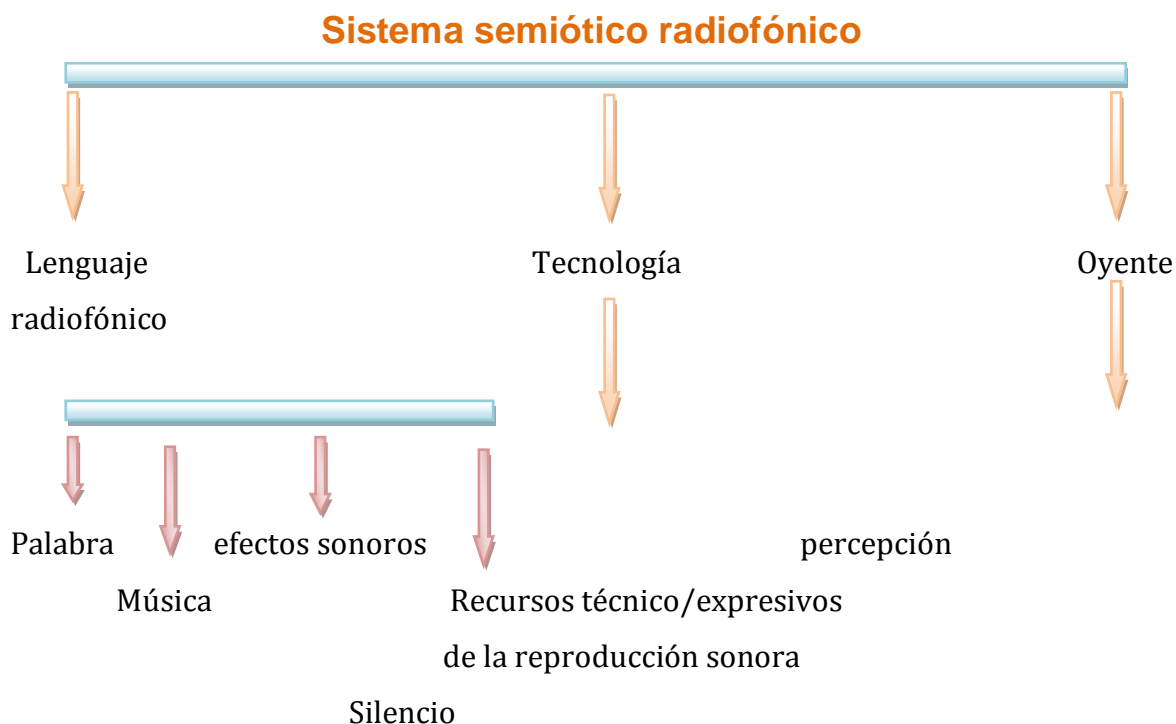 Sistema semiótico radiofónico
Lenguaje Tecnología Oyente
radiofónico
Palabra efectos sonoros percepción
Música Recursos técnico/expresivos
de la reproducción sonora
Silencio